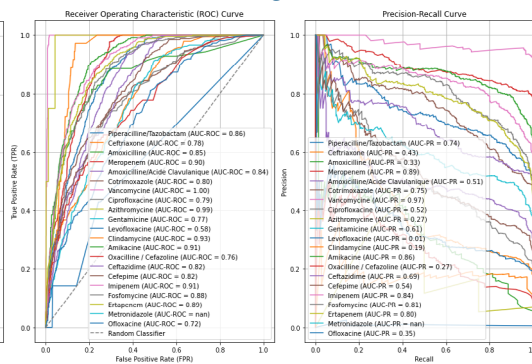 Receiver Operating Characteristic (ROC) Curve
1.0
0.8
0.6
0.4
0.2
0.0
True Positive Rate (TPR)
Piperacilline/Tazobactam (AUC-ROC = 0.86)
Ceftriaxone (AUC-ROC = 0.78)
Amoxicilline (AUC-ROC = 0.85)
Meropenem (AUC-ROC = 0.90)
Amoxicilline/Acide Clavulanique (AUC-ROC = 0.84)
Cotrimoxazole (AUC-ROC = 0.80)
Vancomycine (AUC-ROC = 1.00)
Ciprofloxacine (AUC-ROC = 0.79)
Azithromycine (AUC-ROC = 0.99)
Gentamicine (AUC-ROC = 0.77)
Levofloxacine (AUC-ROC = 0.58)
Clindamycine (AUC-ROC = 0.93)
Amikacine (AUC-ROC = 0.91)
Oxacilline / Cefazoline (AUC-ROC = 0.76)
Ceftazidime (AUC-ROC = 0.82)
Cefepime (AUC-ROC = 0.82)
Imipenem (AUC-ROC = 0.91)
Fosfomycine (AUC-ROC = 0.88)
Ertapenem (AUC-ROC = 0.89)
Metronidazole (AUC-ROC = nan)
Ofloxacine (AUC-ROC = 0.72)
Random Classifier
0.0 0.2 0.4 0.6 0.8 1.0
False Positive Rate (FPR)
Precision-Recall Curve
1.0
0.8
0.6
0.4
0.2
0.0
Precision
Piperacilline/Tazobactam (AUC-PR = 0.74)
Ceftriaxone (AUC-PR = 0.43)
Amoxicilline (AUC-PR = 0.33)
Meropenem (AUC-PR = 0.89)
Amoxicilline/Acide Clavulanique (AUC-PR = 0.51)
Cotrimoxazole (AUC-PR = 0.75)
Vancomycine (AUC-PR = 0.97)
Ciprofloxacine (AUC-PR = 0.52)
Azithromycine (AUC-PR = 0.27)
Gentamicine (AUC-PR = 0.61)
Levofloxacine (AUC-PR = 0.01)
Clindamycine (AUC-PR = 0.19)
Amikacine (AUC-PR = 0.86)
Oxacilline / Cefazoline (AUC-PR = 0.27)
Ceftazidime (AUC-PR = 0.69)
Cefepime (AUC-PR = 0.54)
Imipenem (AUC-PR = 0.84)
Fosfomycine (AUC-PR = 0.81)
Ertapenem (AUC-PR = 0.80)
Metronidazole (AUC-PR = nan)
Ofloxacine (AUC-PR = 0.35)
0.0 0.2 0.4 0.6 0.8
Recall